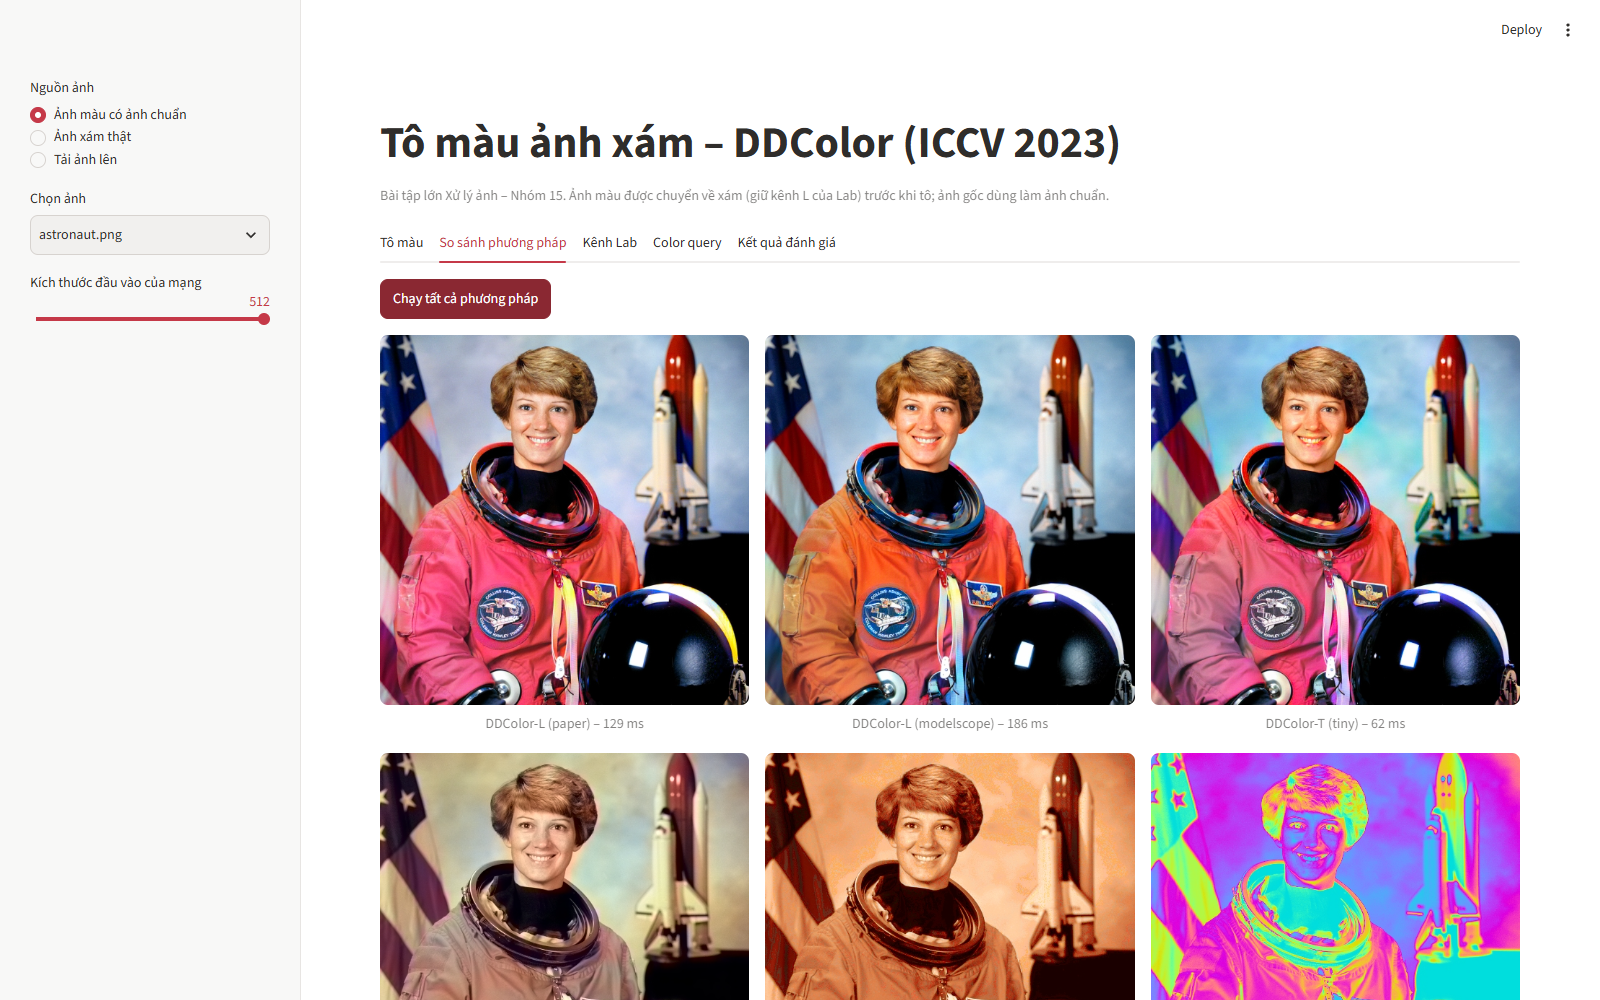 Deploy
Nguồn ảnh
Ảnh màu có ảnh chuẩn
Ảnh xám thật
Tải ảnh lên
Chọn ảnh
astronaut.png
Kích thước đầu vào của mạng
512
Tô màu ảnh xám – DDColor (ICCV 2023)
Bài tập lớn Xử lý ảnh – Nhóm 15. Ảnh màu được chuyển về xám (giữ kênh L của Lab) trước khi tô; ảnh gốc dùng làm ảnh chuẩn.
Tô màu
So sánh phương pháp
Kênh Lab
Color query
Kết quả đánh giá
Chạy tất cả phương pháp
DDColor-L (paper) – 129 ms
DDColor-L (modelscope) – 186 ms
DDColor-T (tiny) – 62 ms